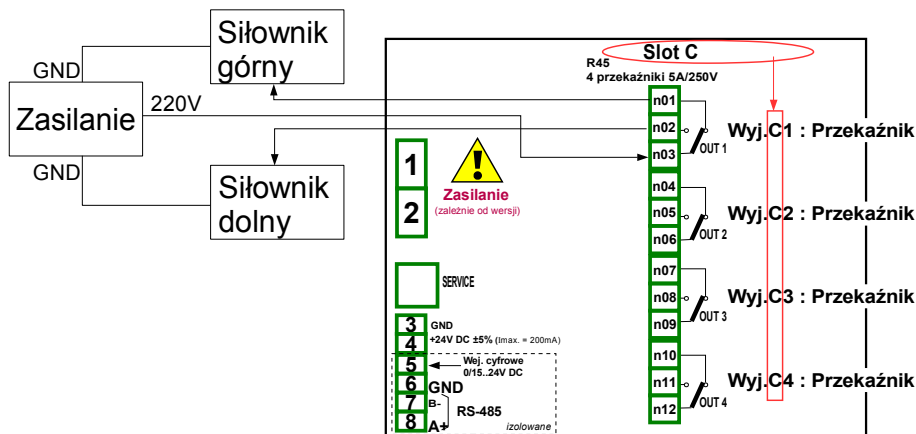 Siłownik
górny
GND
Zasilanie
220V
GND
Siłownik
dolny
Slot C
R45
4 przekaźniki 5A/250V
n01
n02
n03
OUT 1
Wyj.C1 : Przekaźnik
n04
n05
n06
OUT 2
Wyj.C2 : Przekaźnik
n07
n08
n09
OUT 3
Wyj.C3 : Przekaźnik
n10
n11
n12
OUT 4
Wyj.C4 : Przekaźnik
1
2
!
Zasilanie
(zależnie od wersji)
SERVICE
3 GND
4 +24V DC ±5% (Imax. = 200mA)
5 Wej. cyfrowe
0/15..24V DC
6 GND
7 B-
RS-485
8 A+
izolowane